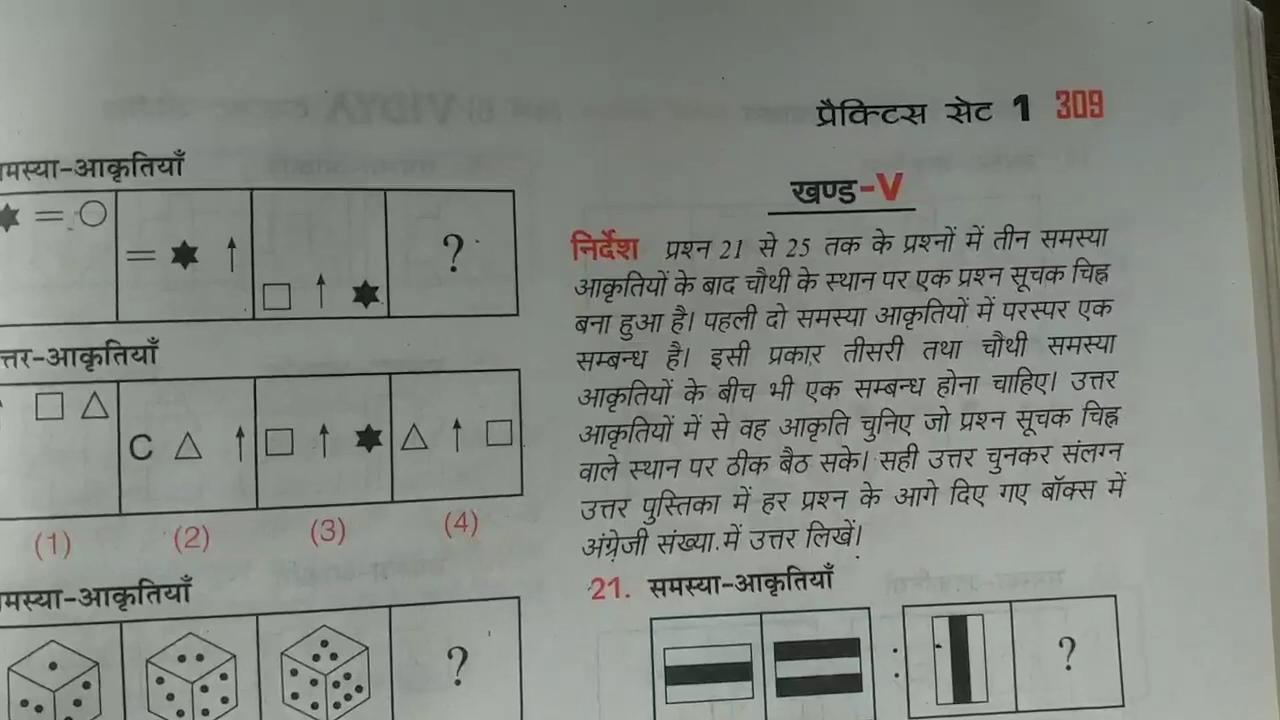 प्रैक्टिस सेट 1 309
मस्या-आकृतियाँ
?
त्तर-आकृतियाँ
C
(1) (2) (3) (4)
मस्या-आकृतियाँ
?
खण्ड-V
निर्देश प्रश्न 21 से 25 तक के प्रश्नों में तीन समस्या
आकृतियों के बाद चौथी के स्थान पर एक प्रश्न सूचक चिह्न
बना हुआ है। पहली दो समस्या आकृतियों में परस्पर एक
सम्बन्ध है। इसी प्रकार तीसरी तथा चौथी समस्या
आकृतियों के बीच भी एक सम्बन्ध होना चाहिए। उत्तर
आकृतियों में से वह आकृति चुनिए जो प्रश्न सूचक चिह्न
वाले स्थान पर ठीक बैठ सके। सही उत्तर चुनकर संलग्न
उत्तर पुस्तिका में हर प्रश्न के आगे दिए गए बॉक्स में
अंग्रेजी संख्या में उत्तर लिखें।
21. समस्या-आकृतियाँ
: ?